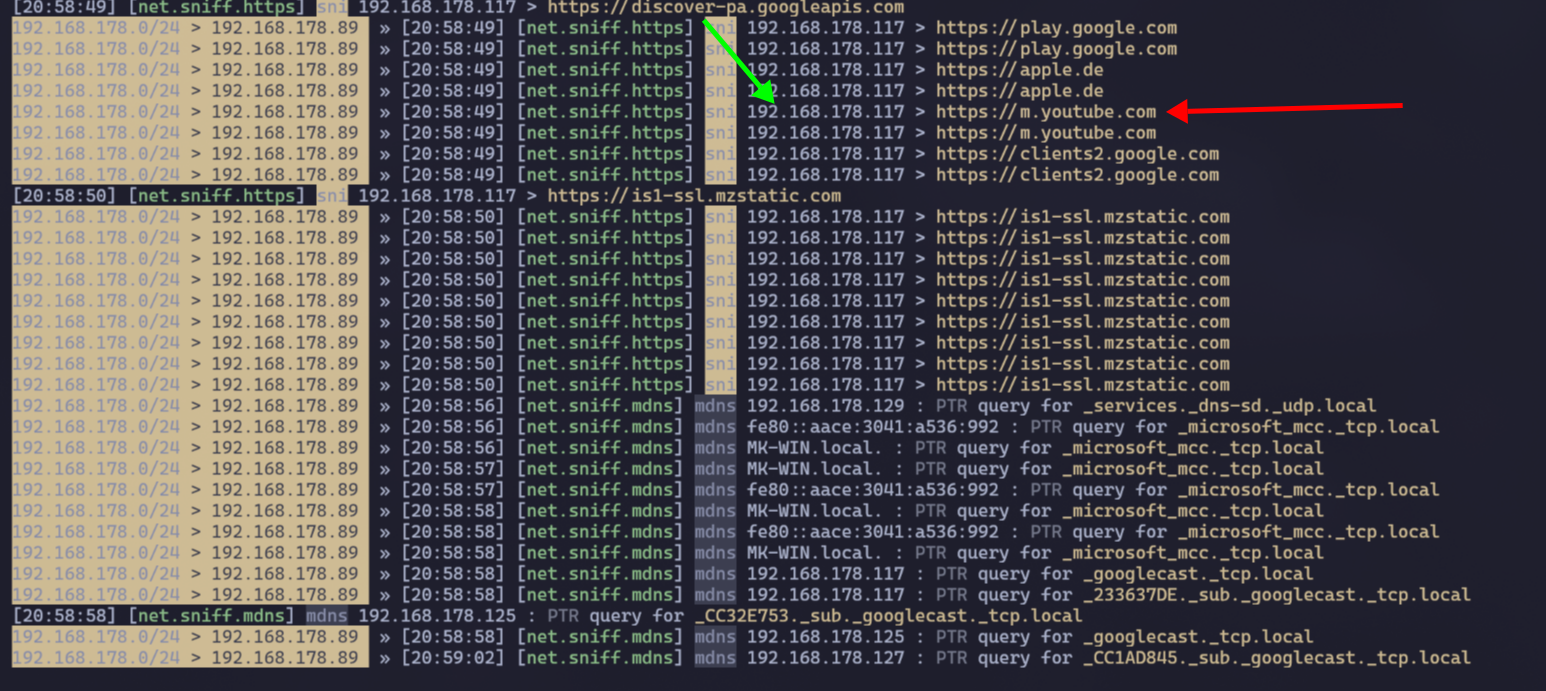 [20:58:49] [net.sniff.https] sni 192.168.178.117 > https://discover-pa.googleapis.com
192.168.178.0/24 > 192.168.178.89 » [20:58:49] [net.sniff.https] sni 192.168.178.117 > https://play.google.com
192.168.178.0/24 > 192.168.178.89 » [20:58:49] [net.sniff.https] sni 192.168.178.117 > https://play.google.com
192.168.178.0/24 > 192.168.178.89 » [20:58:49] [net.sniff.https] sni 192.168.178.117 > https://apple.de
192.168.178.0/24 > 192.168.178.89 » [20:58:49] [net.sniff.https] sni 192.168.178.117 > https://apple.de
192.168.178.0/24 > 192.168.178.89 » [20:58:49] [net.sniff.https] sni 192.168.178.117 > https://m.youtube.com
192.168.178.0/24 > 192.168.178.89 » [20:58:49] [net.sniff.https] sni 192.168.178.117 > https://m.youtube.com
192.168.178.0/24 > 192.168.178.89 » [20:58:49] [net.sniff.https] sni 192.168.178.117 > https://clients2.google.com
192.168.178.0/24 > 192.168.178.89 » [20:58:49] [net.sniff.https] sni 192.168.178.117 > https://clients2.google.com
[20:58:50] [net.sniff.https] sni 192.168.178.117 > https://is1-ssl.mzstatic.com
192.168.178.0/24 > 192.168.178.89 » [20:58:50] [net.sniff.https] sni 192.168.178.117 > https://is1-ssl.mzstatic.com
192.168.178.0/24 > 192.168.178.89 » [20:58:50] [net.sniff.https] sni 192.168.178.117 > https://is1-ssl.mzstatic.com
192.168.178.0/24 > 192.168.178.89 » [20:58:50] [net.sniff.https] sni 192.168.178.117 > https://is1-ssl.mzstatic.com
192.168.178.0/24 > 192.168.178.89 » [20:58:50] [net.sniff.https] sni 192.168.178.117 > https://is1-ssl.mzstatic.com
192.168.178.0/24 > 192.168.178.89 » [20:58:50] [net.sniff.https] sni 192.168.178.117 > https://is1-ssl.mzstatic.com
192.168.178.0/24 > 192.168.178.89 » [20:58:50] [net.sniff.https] sni 192.168.178.117 > https://is1-ssl.mzstatic.com
192.168.178.0/24 > 192.168.178.89 » [20:58:50] [net.sniff.https] sni 192.168.178.117 > https://is1-ssl.mzstatic.com
192.168.178.0/24 > 192.168.178.89 » [20:58:50] [net.sniff.https] sni 192.168.178.117 > https://is1-ssl.mzstatic.com
192.168.178.0/24 > 192.168.178.89 » [20:58:50] [net.sniff.https] sni 192.168.178.117 > https://is1-ssl.mzstatic.com
192.168.178.0/24 > 192.168.178.89 » [20:58:56] [net.sniff.mdns] mdns 192.168.178.129 : PTR query for _services._dns-sd._udp.local
192.168.178.0/24 > 192.168.178.89 » [20:58:56] [net.sniff.mdns] mdns fe80::aace:3041:a536:992 : PTR query for _microsoft_mcc._tcp.local
192.168.178.0/24 > 192.168.178.89 » [20:58:56] [net.sniff.mdns] mdns MK-WIN.local. : PTR query for _microsoft_mcc._tcp.local
192.168.178.0/24 > 192.168.178.89 » [20:58:57] [net.sniff.mdns] mdns MK-WIN.local. : PTR query for _microsoft_mcc._tcp.local
192.168.178.0/24 > 192.168.178.89 » [20:58:57] [net.sniff.mdns] mdns fe80::aace:3041:a536:992 : PTR query for _microsoft_mcc._tcp.local
192.168.178.0/24 > 192.168.178.89 » [20:58:58] [net.sniff.mdns] mdns MK-WIN.local. : PTR query for _microsoft_mcc._tcp.local
192.168.178.0/24 > 192.168.178.89 » [20:58:58] [net.sniff.mdns] mdns fe80::aace:3041:a536:992 : PTR query for _microsoft_mcc._tcp.local
192.168.178.0/24 > 192.168.178.89 » [20:58:58] [net.sniff.mdns] mdns MK-WIN.local. : PTR query for _microsoft_mcc._tcp.local
192.168.178.0/24 > 192.168.178.89 » [20:58:58] [net.sniff.mdns] mdns 192.168.178.117 : PTR query for _googlecast._tcp.local
192.168.178.0/24 > 192.168.178.89 » [20:58:58] [net.sniff.mdns] mdns 192.168.178.117 : PTR query for _233637DE._sub._googlecast._tcp.local
[20:58:58] [net.sniff.mdns] mdns 192.168.178.125 : PTR query for _CC32E753._sub._googlecast._tcp.local
192.168.178.0/24 > 192.168.178.89 » [20:58:58] [net.sniff.mdns] mdns 192.168.178.125 : PTR query for _googlecast._tcp.local
192.168.178.0/24 > 192.168.178.89 » [20:59:02] [net.sniff.mdns] mdns 192.168.178.127 : PTR query for _CC1AD845._sub._googlecast._tcp.local